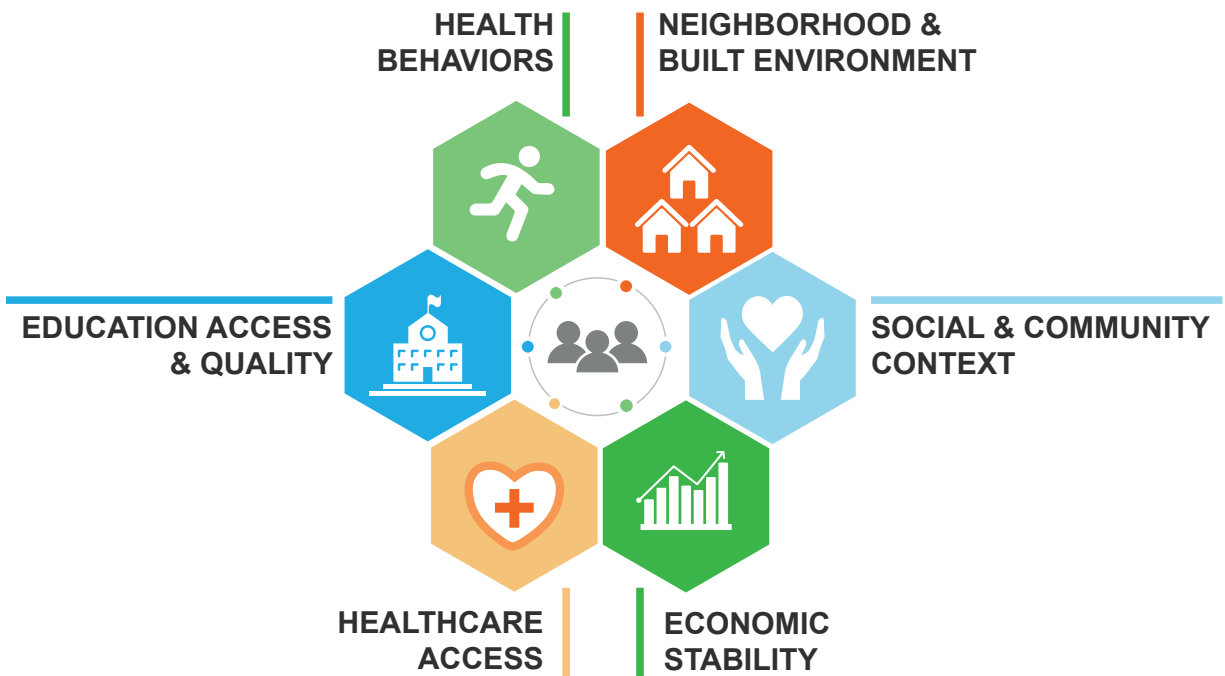 HEALTH
BEHAVIORS
NEIGHBORHOOD &
BUILT ENVIRONMENT
EDUCATION ACCESS
& QUALITY
SOCIAL & COMMUNITY
CONTEXT
HEALTHCARE
ACCESS
ECONOMIC
STABILITY